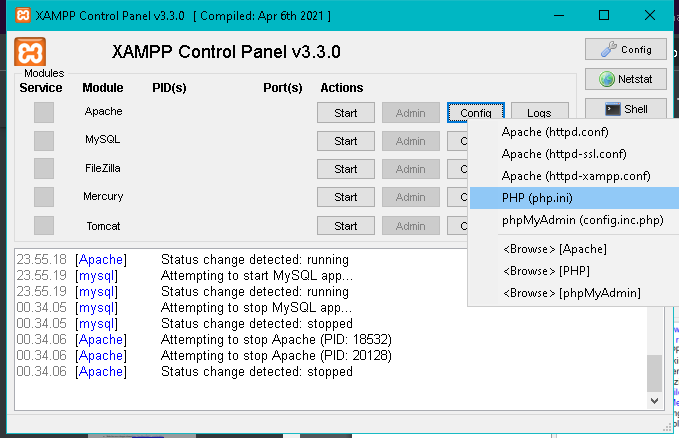 XAMPP Control Panel v3.3.0 [ Compiled: Apr 6th 2021 ]
XAMPP Control Panel v3.3.0
Config
Netstat
Shell
Modules
Service Module PID(s) Port(s) Actions
Apache Start Admin Config Logs
MySQL Start Admin
FileZilla Start Admin
Mercury Start Admin
Tomcat Start Admin
Apache (httpd.conf)
Apache (httpd-ssl.conf)
Apache (httpd-xampp.conf)
PHP (php.ini)
phpMyAdmin (config.inc.php)
<Browse> [Apache]
<Browse> [PHP]
<Browse> [phpMyAdmin]
23.55.18 [Apache] Status change detected: running
23.55.19 [mysql] Attempting to start MySQL app...
23.55.19 [mysql] Status change detected: running
00.34.05 [mysql] Attempting to stop MySQL app...
00.34.05 [mysql] Status change detected: stopped
00.34.06 [Apache] Attempting to stop Apache (PID: 18532)
00.34.06 [Apache] Attempting to stop Apache (PID: 20128)
00.34.06 [Apache] Status change detected: stopped